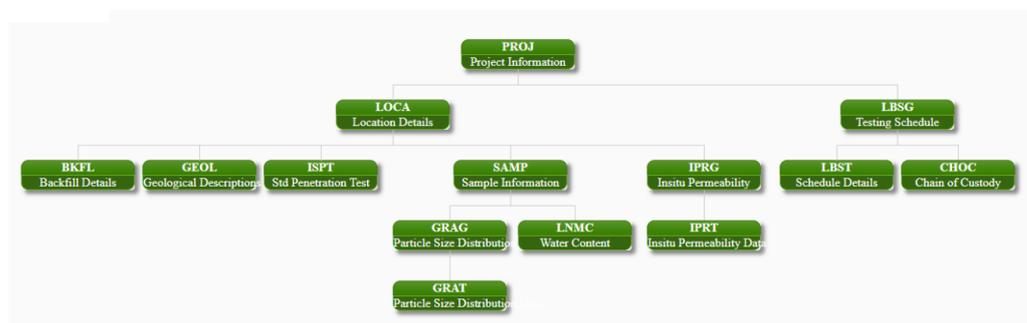 PROJ
Project Information
LOCA
Location Details
LBSG
Testing Schedule
BKFL
Backfill Details
GEOL
Geological Descriptions
ISPT
Std Penetration Test
SAMP
Sample Information
IPRG
Insitu Permeability
LBST
Schedule Details
CHOC
Chain of Custody
GRAG
Particle Size Distribution
LNMC
Water Content
IPRT
Insitu Permeability Data
GRAT
Particle Size Distribution